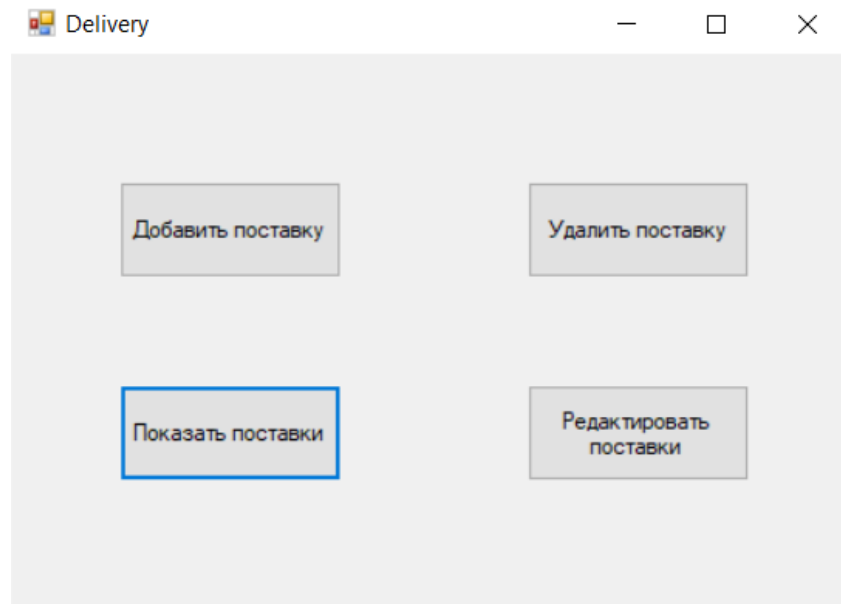 Delivery
Добавить поставку
Удалить поставку
Показать поставки
Редактировать
поставки